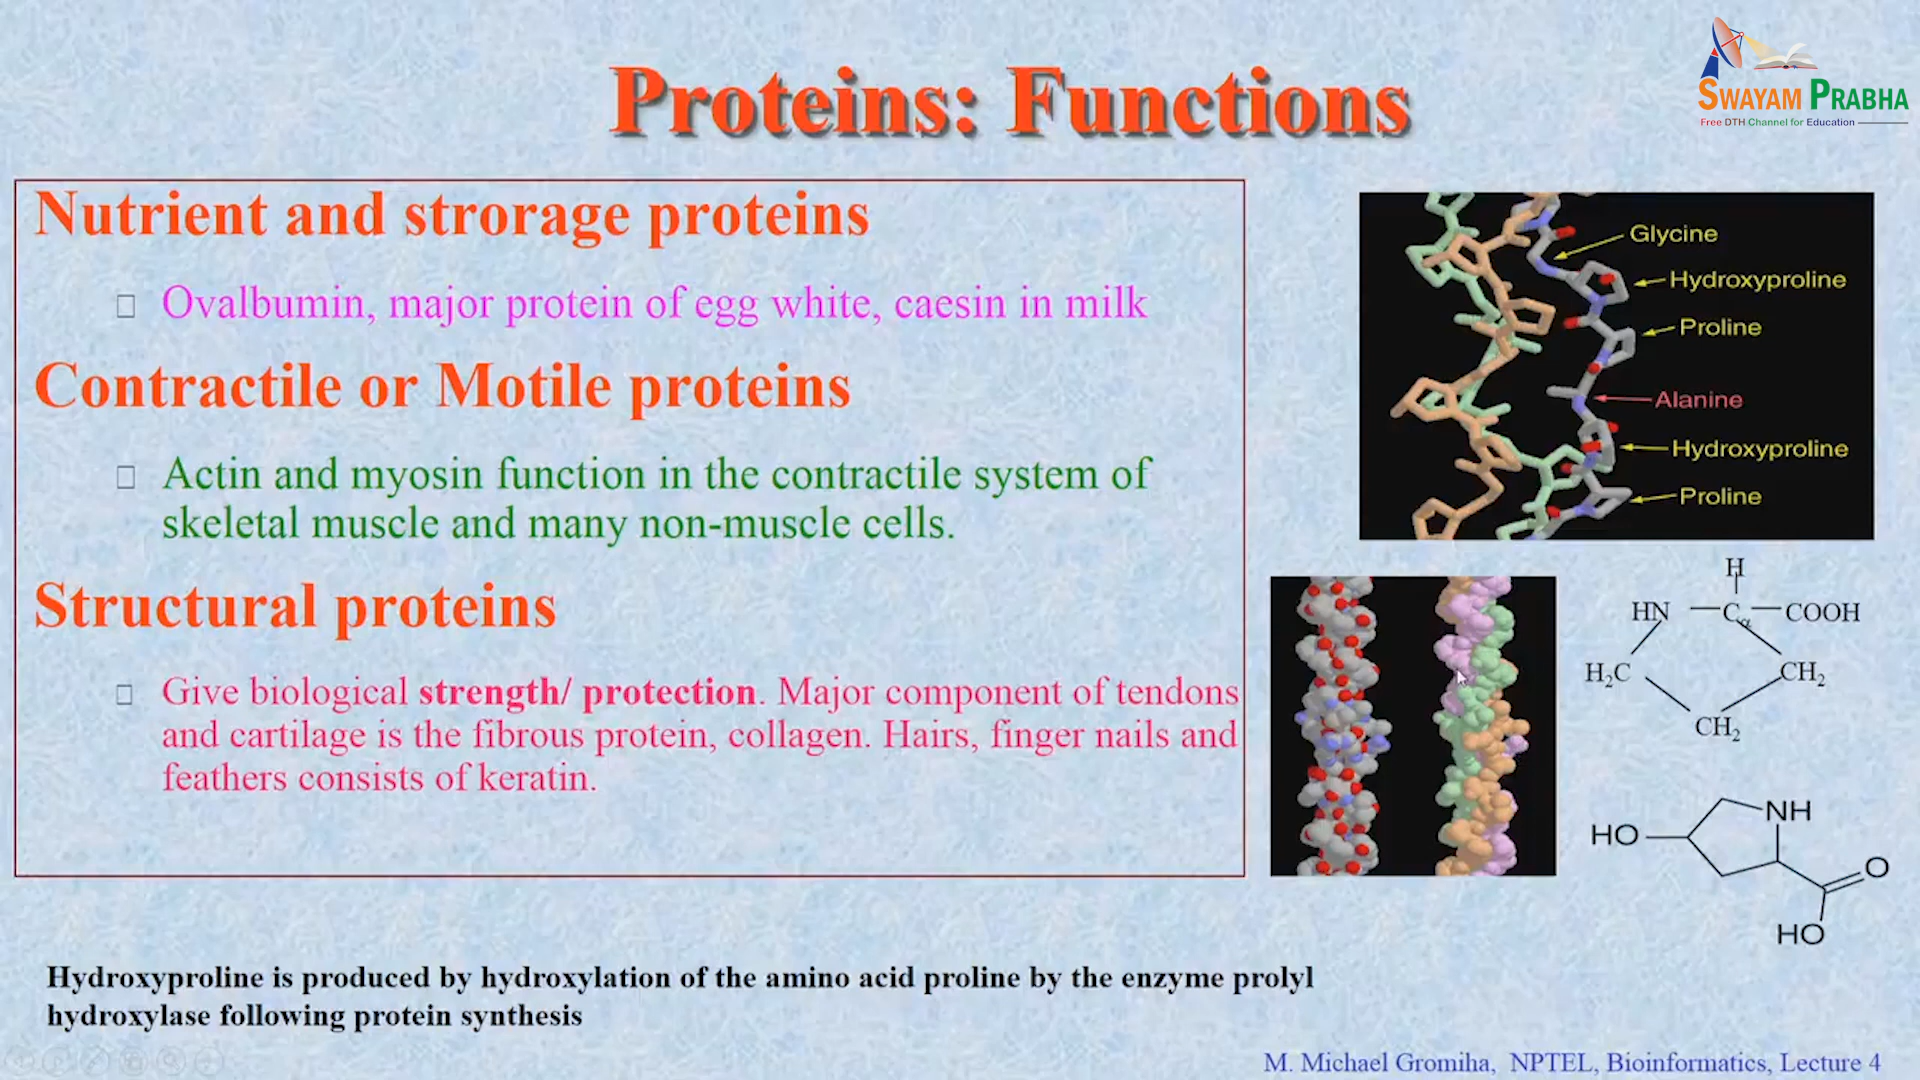 Proteins: Functions
SWAYAM PRABHA
Free DTH Channel for Education
Nutrient and strorage proteins
Ovalbumin, major protein of egg white, caesin in milk
Contractile or Motile proteins
Actin and myosin function in the contractile system of
skeletal muscle and many non-muscle cells.
Structural proteins
Give biological strength/ protection. Major component of tendons
and cartilage is the fibrous protein, collagen. Hairs, finger nails and
feathers consists of keratin.
Glycine
Hydroxyproline
Proline
Alanine
Hydroxyproline
Proline
H
HN C α COOH
H₂C CH₂
CH₂
NH
HO
O
HO
Hydroxyproline is produced by hydroxylation of the amino acid proline by the enzyme prolyl
hydroxylase following protein synthesis
M. Michael Gromiha, NPTEL, Bioinformatics, Lecture 4